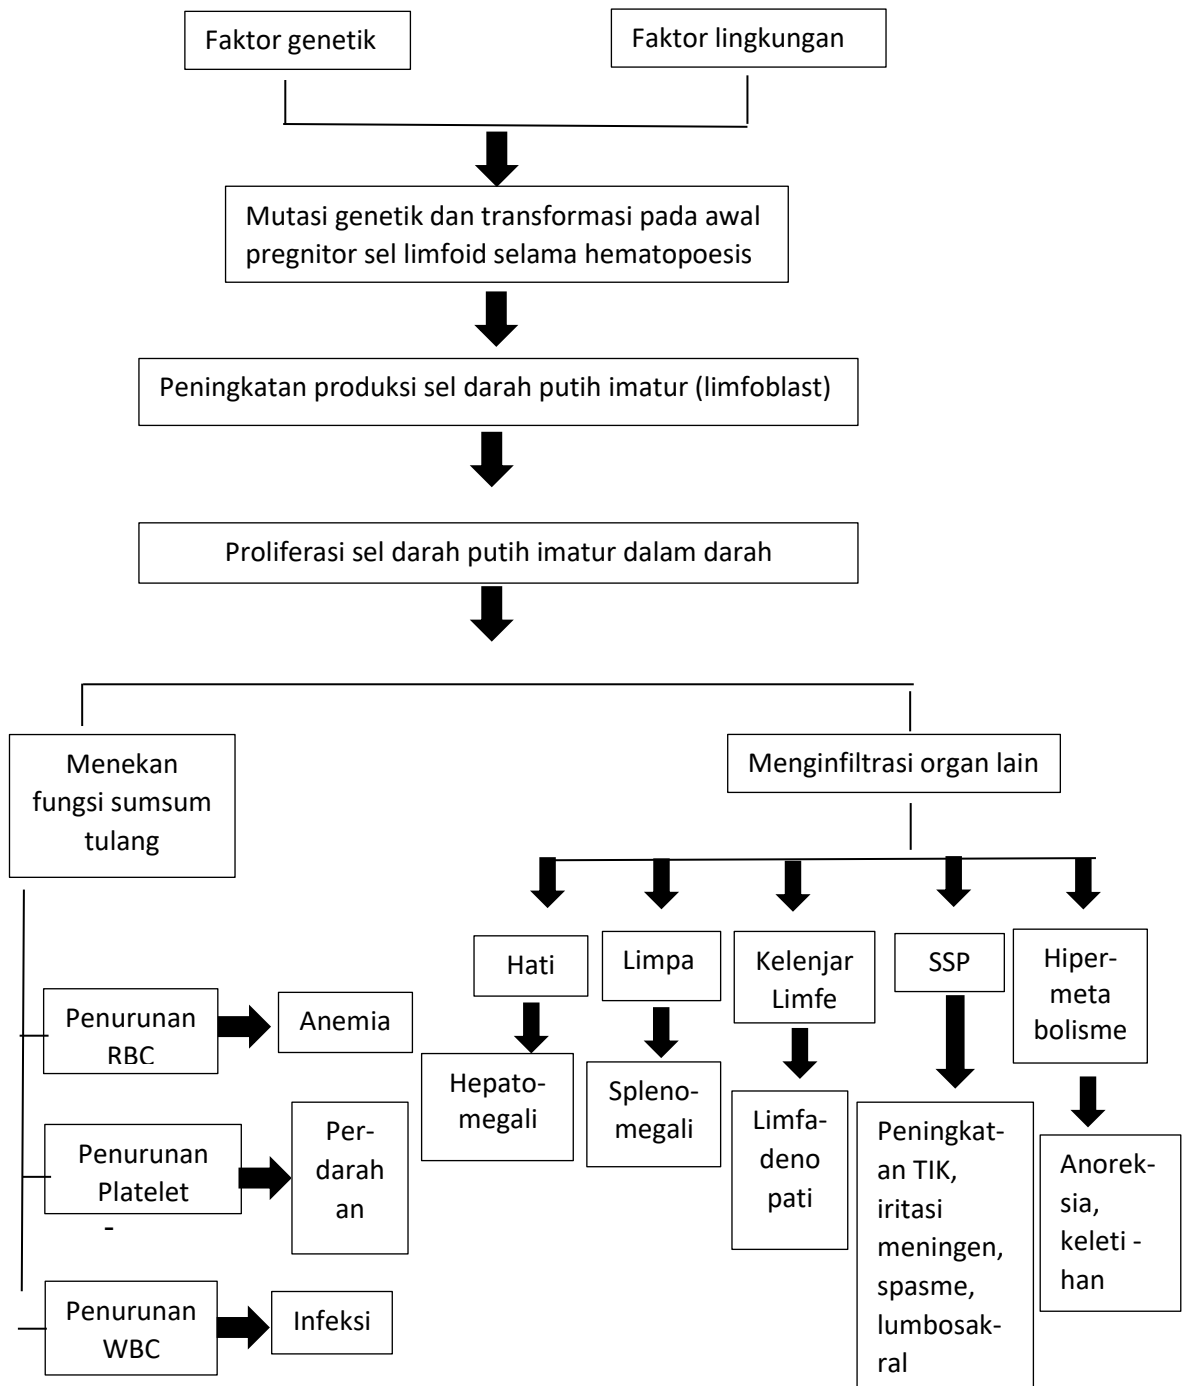 Faktor genetik
Faktor lingkungan
Mutasi genetik dan transformasi pada awal
pregnitor sel limfoid selama hematopoesis
Peningkatan produksi sel darah putih imatur (limfoblast)
Proliferasi sel darah putih imatur dalam darah
Menekan
fungsi sumsum
tulang
Menginfiltrasi organ lain
Penurunan
RBC
Anemia
Penurunan
Platelet
-
Per-
darah
an
Penurunan
WBC
Infeksi
Hati
Hepato-
megali
Limpa
Spleno-
megali
Kelenjar
Limfe
Limfa-
deno
pati
SSP
Peningkat-
an TIK,
iritasi
meningen,
spasme,
lumbosak-
ral
Hiper-
meta
bolisme
Anorek-
sia,
keleti -
han